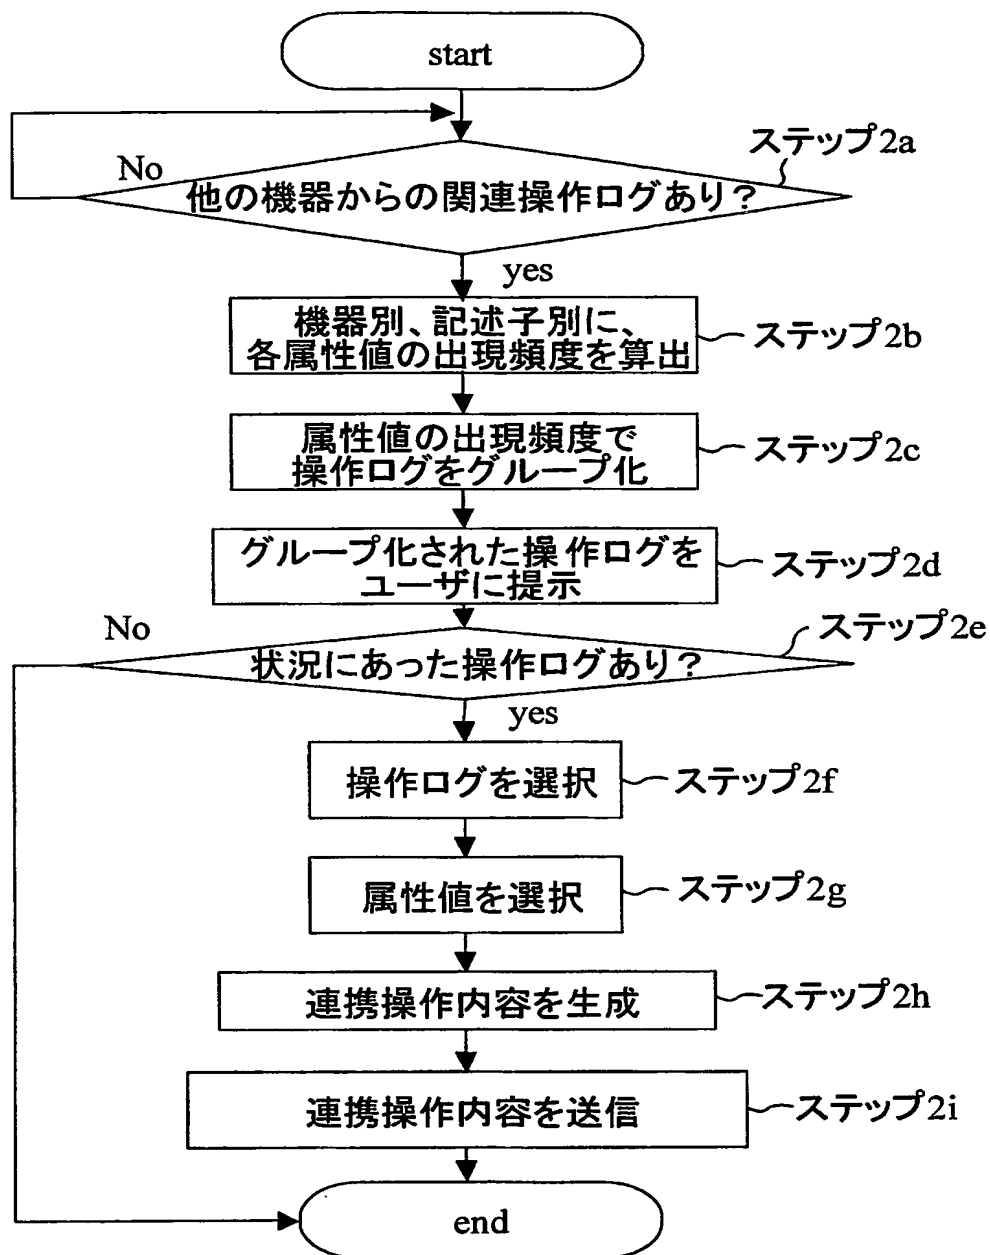 start
ステップ2a
No
他の機器からの関連操作ログあり？
yes
機器別、記述子別に、
各属性値の出現頻度を算出
ステップ2b
属性値の出現頻度で
操作ログをグループ化
ステップ2c
グループ化された操作ログを
ユーザに提示
ステップ2d
No
ステップ2e
状況にあった操作ログあり？
yes
操作ログを選択
ステップ2f
属性値を選択
ステップ2g
連携操作内容を生成
ステップ2h
連携操作内容を送信
ステップ2i
end